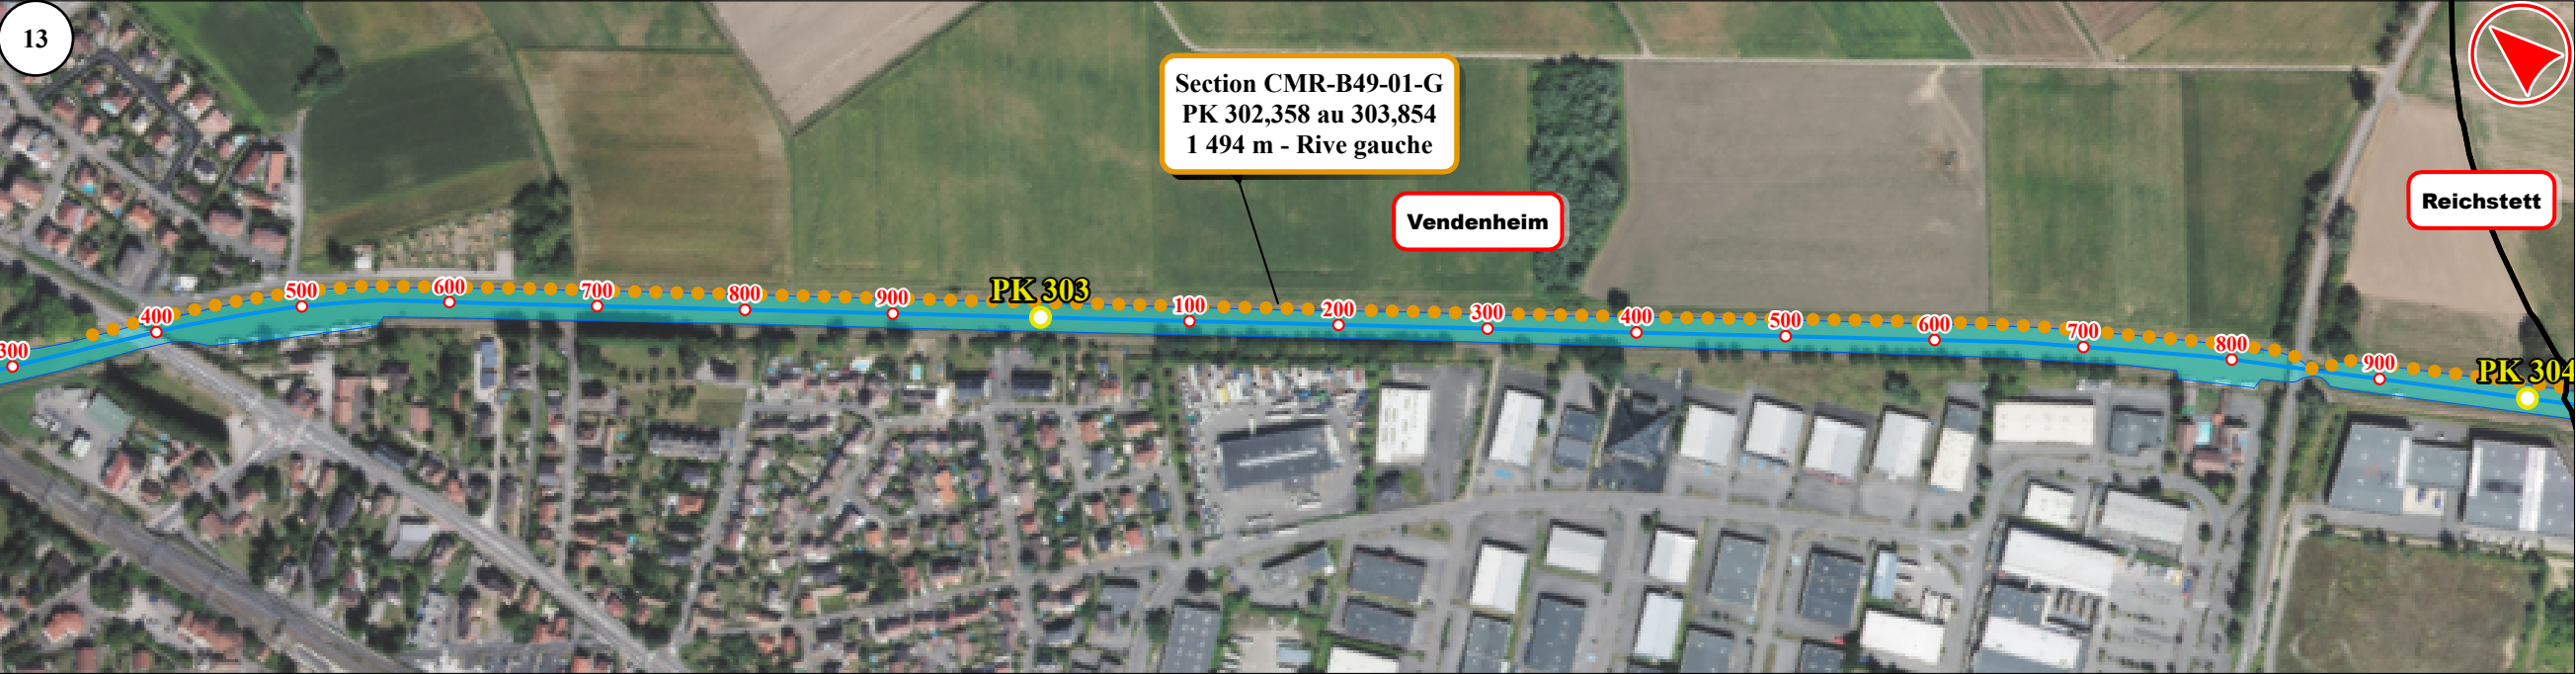 13
Section CMR-B49-01-G
PK 302,358 au 303,854
1 494 m - Rive gauche
Vendenheim
Reichstett
300
400
500
600
700
800
900
PK 303
100
200
300
400
500
600
700
800
900
PK 304